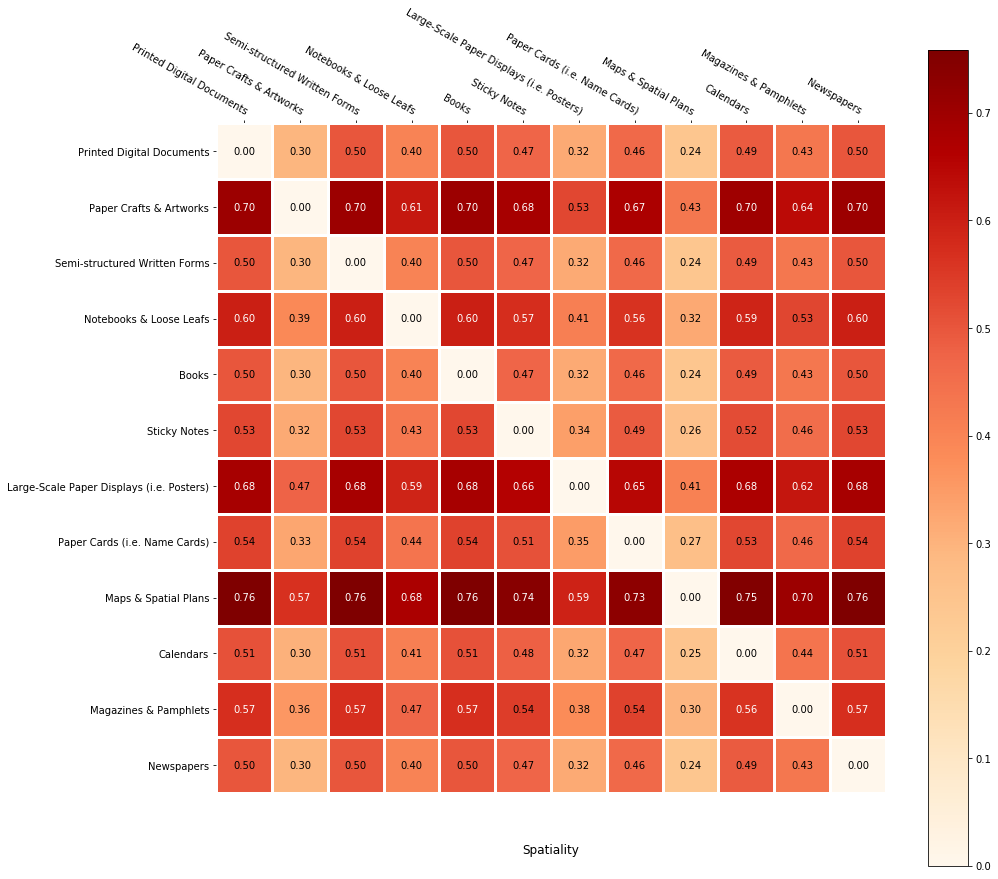 Printed Digital Documents
Paper Crafts & Artworks
Semi-structured Written Forms
Notebooks & Loose Leafs
Books
Sticky Notes
Large-Scale Paper Displays (i.e. Posters)
Paper Cards (i.e. Name Cards)
Maps & Spatial Plans
Calendars
Magazines & Pamphlets
Newspapers
Printed Digital Documents 0.00 0.30 0.50 0.40 0.50 0.47 0.32 0.46 0.24 0.49 0.43 0.50
Paper Crafts & Artworks 0.70 0.00 0.70 0.61 0.70 0.68 0.53 0.67 0.43 0.70 0.64 0.70
Semi-structured Written Forms 0.50 0.30 0.00 0.40 0.50 0.47 0.32 0.46 0.24 0.49 0.43 0.50
Notebooks & Loose Leafs 0.60 0.39 0.60 0.00 0.60 0.57 0.41 0.56 0.32 0.59 0.53 0.60
Books 0.50 0.30 0.50 0.40 0.00 0.47 0.32 0.46 0.24 0.49 0.43 0.50
Sticky Notes 0.53 0.32 0.53 0.43 0.53 0.00 0.34 0.49 0.26 0.52 0.46 0.53
Large-Scale Paper Displays (i.e. Posters) 0.68 0.47 0.68 0.59 0.68 0.66 0.00 0.65 0.41 0.68 0.62 0.68
Paper Cards (i.e. Name Cards) 0.54 0.33 0.54 0.44 0.54 0.51 0.35 0.00 0.27 0.53 0.46 0.54
Maps & Spatial Plans 0.76 0.57 0.76 0.68 0.76 0.74 0.59 0.73 0.00 0.75 0.70 0.76
Calendars 0.51 0.30 0.51 0.41 0.51 0.48 0.32 0.47 0.25 0.00 0.44 0.51
Magazines & Pamphlets 0.57 0.36 0.57 0.47 0.57 0.54 0.38 0.54 0.30 0.56 0.00 0.57
Newspapers 0.50 0.30 0.50 0.40 0.50 0.47 0.32 0.46 0.24 0.49 0.43 0.00
Spatiality
0.7
0.6
0.5
0.4
0.3
0.2
0.1
0.0